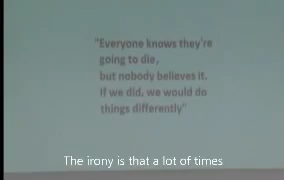 "Everyone knows they're
going to die,
but nobody believes it.
If we did, we would do
things differently"
The irony is that a lot of times